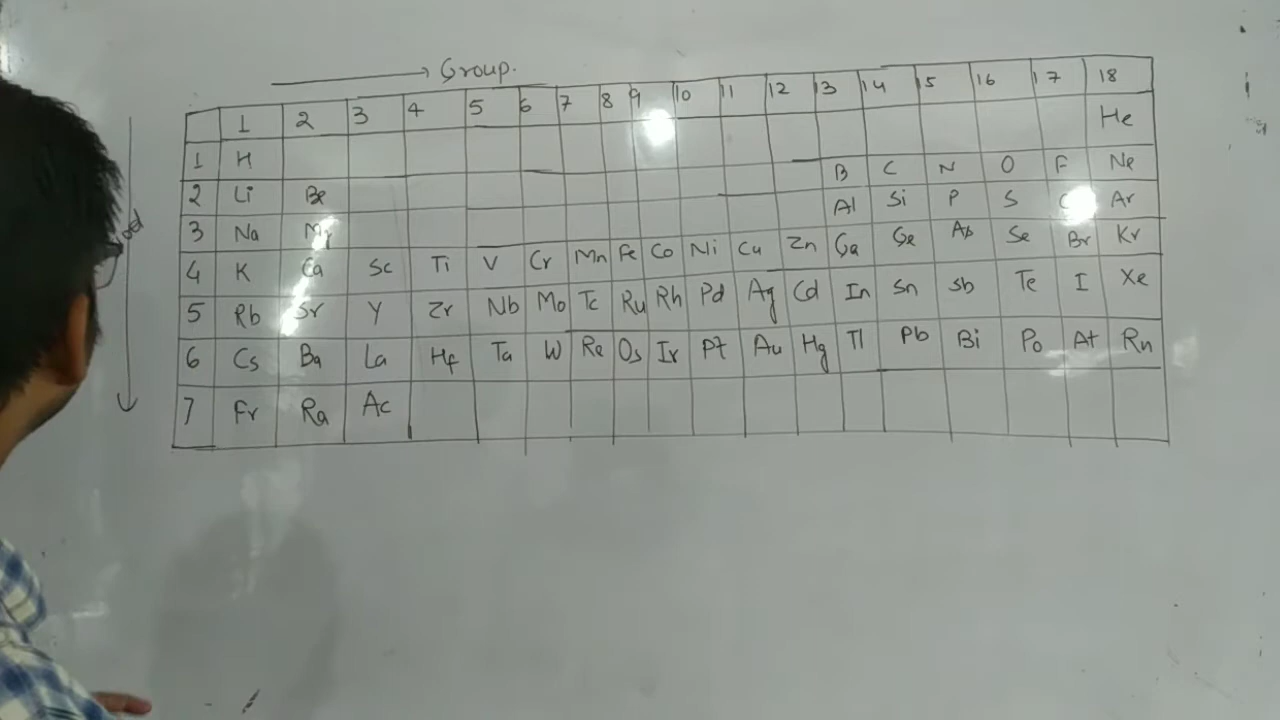 Group.
1 2 3 4 5 6 7 8 9 10 11 12 13 14 15 16 17 18
1 H He
2 Li Be B C N O F Ne
3 Na Al Si P S Ar
4 K Ca Sc Ti V Cr Mn Fe Co Ni Cu Zn Ga Ge As Se Br Kr
5 Rb Sr Y Zr Nb Mo Tc Ru Rh Pd Ag Cd In Sn Sb Te I Xe
6 Cs Ba La Hf Ta W Re Os Ir Pt Au Hg Tl Pb Bi Po At Rn
7 Fr Ra Ac